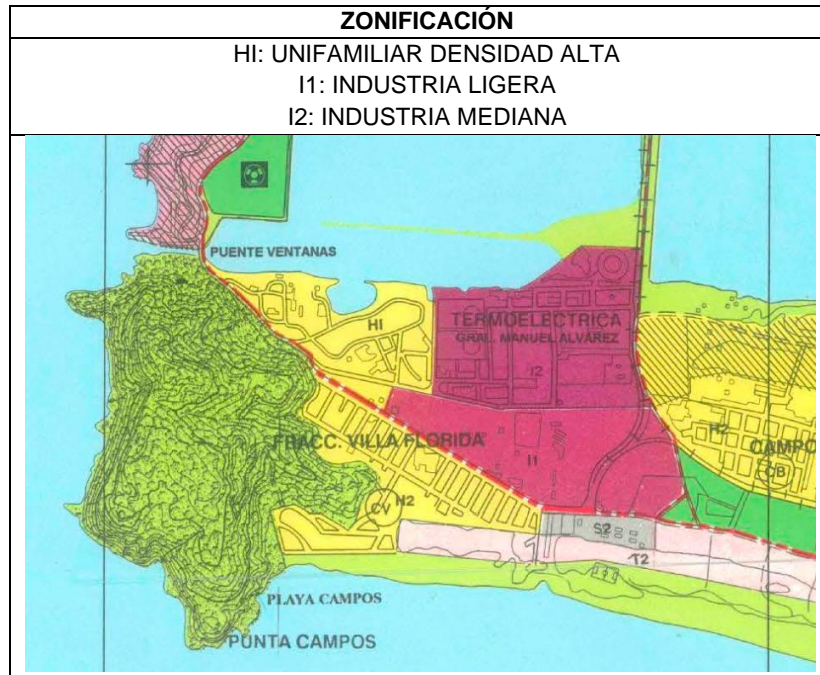 ZONIFICACIÓN
HI: UNIFAMILIAR DENSIDAD ALTA
I1: INDUSTRIA LIGERA
I2: INDUSTRIA MEDIANA
PUENTE VENTANAS
HI
TERMOELECTRICA
GRAL. MANUEL ALVAREZ
I2
H2
CAMPO
CB
FRACC. VILLA FLORIDA
I1
CV
H2
S2
T2
PLAYA CAMPOS
PUNTA CAMPOS